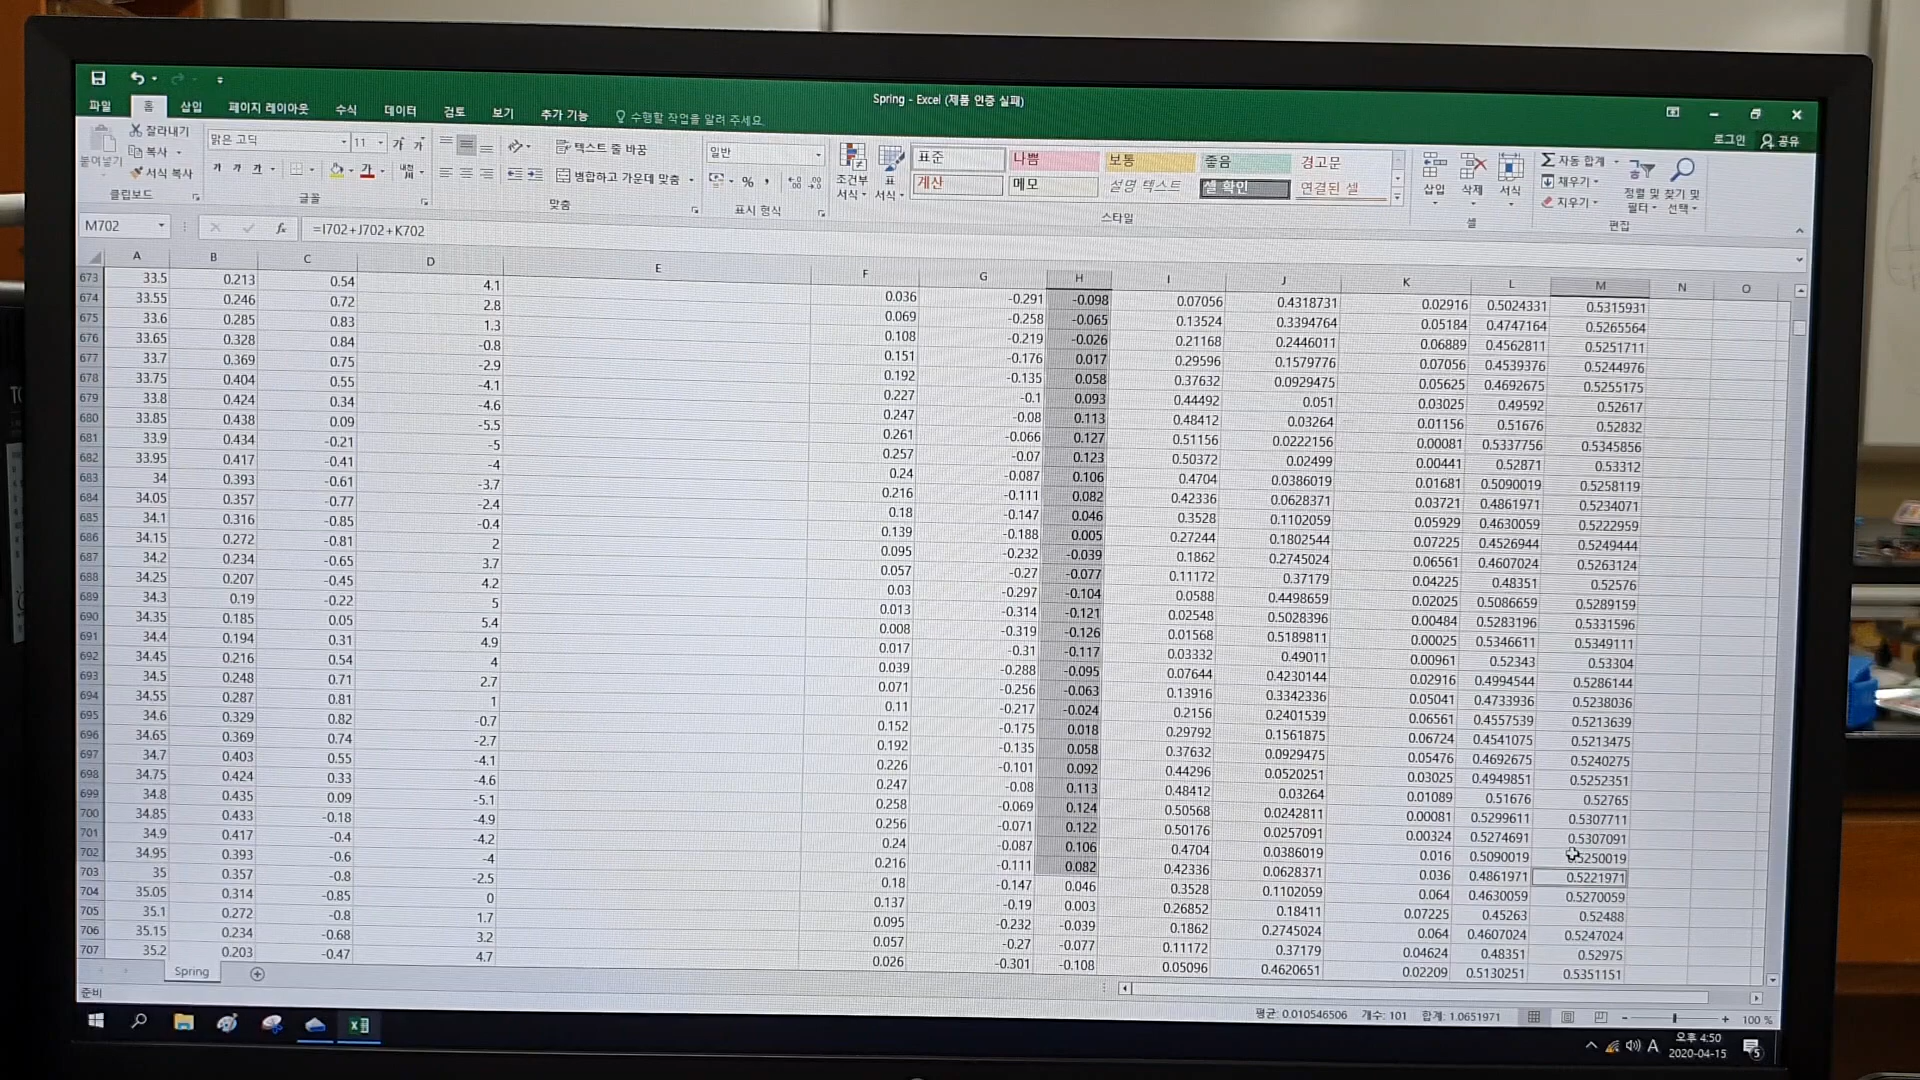 Spring - Excel (제품 인증 실패)
파일 홈 삽입 페이지 레이아웃 수식 데이터 검토 보기 추가 기능 수행할 작업을 알려 주세요. 로그인 공유
붙여넣기 잘라내기 복사 서식 복사 클립보드
맑은 고딕 11 가 가 가 가 가 글꼴
텍스트 줄 바꿈 병합하고 가운데 맞춤 맞춤
일반 % 표시 형식
조건부 서식 표 서식 표준 나쁨 보통 좋음 경고문
계산 메모 설명 텍스트 셀 확인 연결된 셀 스타일
삽입 삭제 서식 셀
자동 합계 채우기 지우기 정렬 및 필터 찾기 및 선택 편집
M702 fx =I702+J702+K702
A B C D E F G H I J K L M N O
673 33.5 0.213 0.54 4.1 0.036 -0.291 -0.098 0.07056 0.4318731 0.02916 0.5024331 0.5315931
674 33.55 0.246 0.72 2.8 0.069 -0.258 -0.065 0.13524 0.3394764 0.05184 0.4747164 0.5265564
675 33.6 0.285 0.83 1.3 0.108 -0.219 -0.026 0.21168 0.2446011 0.06889 0.4562811 0.5251711
676 33.65 0.328 0.84 -0.8 0.151 -0.176 0.017 0.29596 0.1579776 0.07056 0.4539376 0.5244976
677 33.7 0.369 0.75 -2.9 0.192 -0.135 0.058 0.37632 0.0929475 0.05625 0.4692675 0.5255175
678 33.75 0.404 0.55 -4.1 0.227 -0.1 0.093 0.44492 0.051 0.03025 0.49592 0.52617
679 33.8 0.424 0.34 -4.6 0.247 -0.08 0.113 0.48412 0.03264 0.01156 0.51676 0.52832
680 33.85 0.438 0.09 -5.5 0.261 -0.066 0.127 0.51156 0.0222156 0.00081 0.5337756 0.5345856
681 33.9 0.434 -0.21 -5 0.257 -0.07 0.123 0.50372 0.02499 0.00441 0.52871 0.53312
682 33.95 0.417 -0.41 -4 0.24 -0.087 0.106 0.4704 0.0386019 0.01681 0.5090019 0.5258119
683 34 0.393 -0.61 -3.7 0.216 -0.111 0.082 0.42336 0.0628371 0.03721 0.4861971 0.5234071
684 34.05 0.357 -0.77 -2.4 0.18 -0.147 0.046 0.3528 0.1102059 0.05929 0.4630059 0.5222959
685 34.1 0.316 -0.85 -0.4 0.139 -0.188 0.005 0.27244 0.1802544 0.07225 0.4526944 0.5249444
686 34.15 0.272 -0.81 2 0.095 -0.232 -0.039 0.1862 0.2745024 0.06561 0.4607024 0.5263124
687 34.2 0.234 -0.65 3.7 0.057 -0.27 -0.077 0.11172 0.37179 0.04225 0.48351 0.52576
688 34.25 0.207 -0.45 4.2 0.03 -0.297 -0.104 0.0588 0.4498659 0.02025 0.5086659 0.5289159
689 34.3 0.19 -0.22 5 0.013 -0.314 -0.121 0.02548 0.5028396 0.00484 0.5283196 0.5331596
690 34.35 0.185 0.05 5.4 0.008 -0.319 -0.126 0.01568 0.5189811 0.00025 0.5346611 0.5349111
691 34.4 0.194 0.31 4.9 0.017 -0.31 -0.117 0.03332 0.49011 0.00961 0.52343 0.53304
692 34.45 0.216 0.54 4 0.039 -0.288 -0.095 0.07644 0.4230144 0.02916 0.4994544 0.5286144
693 34.5 0.248 0.71 2.7 0.071 -0.256 -0.063 0.13916 0.3342336 0.05041 0.4733936 0.5238036
694 34.55 0.287 0.81 1 0.11 -0.217 -0.024 0.2156 0.2401539 0.06561 0.4557539 0.5213639
695 34.6 0.329 0.82 -0.7 0.152 -0.175 0.018 0.29792 0.1561875 0.06724 0.4541075 0.5213475
696 34.65 0.369 0.74 -2.7 0.192 -0.135 0.058 0.37632 0.0929475 0.05476 0.4692675 0.5240275
697 34.7 0.403 0.55 -4.1 0.226 -0.101 0.092 0.44296 0.0520251 0.03025 0.4949851 0.5252351
698 34.75 0.424 0.33 -4.6 0.247 -0.08 0.113 0.48412 0.03264 0.01089 0.51676 0.52765
699 34.8 0.435 0.09 -5.1 0.258 -0.069 0.124 0.50568 0.0242811 0.00081 0.5299611 0.5307711
700 34.85 0.433 -0.18 -4.9 0.256 -0.071 0.122 0.50176 0.0257091 0.00324 0.5274691 0.5307091
701 34.9 0.417 -0.4 -4.2 0.24 -0.087 0.106 0.4704 0.0386019 0.016 0.5090019 0.5250019
702 34.95 0.393 -0.6 -4 0.216 -0.111 0.082 0.42336 0.0628371 0.036 0.4861971 0.5221971
703 35 0.357 -0.8 -2.5 0.18 -0.147 0.046 0.3528 0.1102059 0.064 0.4630059 0.5270059
704 35.05 0.314 -0.85 0 0.137 -0.19 0.003 0.26852 0.18411 0.07225 0.45263 0.52488
705 35.1 0.272 -0.8 1.7 0.095 -0.232 -0.039 0.1862 0.2745024 0.064 0.4607024 0.5247024
706 35.15 0.234 -0.68 3.2 0.057 -0.27 -0.077 0.11172 0.37179 0.04624 0.48351 0.52975
707 35.2 0.203 -0.47 4.7 0.026 -0.301 -0.108 0.05096 0.4620651 0.02209 0.5130251 0.5351151
Spring
준비 평균: 0.010546506 개수: 101 합계: 1.0651971 100 %
A 오후 4:50
2020-04-15 5